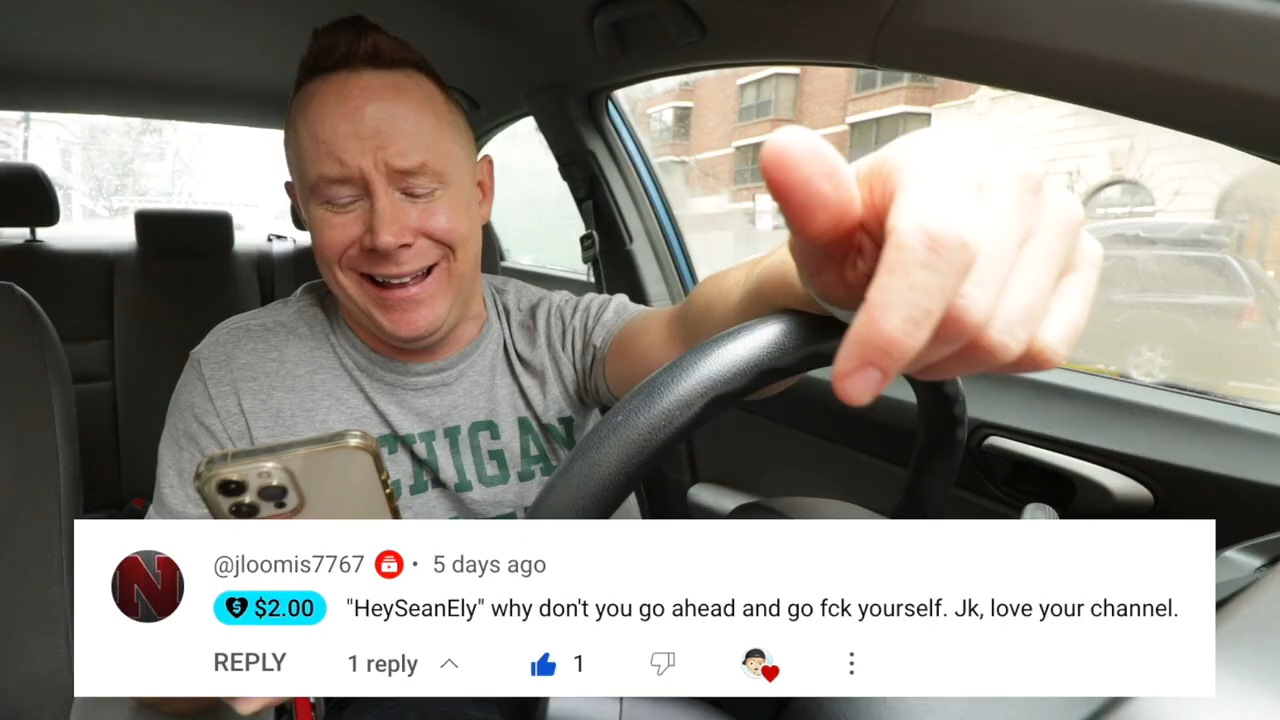 CHIGAN
N
@jloomis7767 • 5 days ago
$2.00 "HeySeanEly" why don't you go ahead and go fck yourself. Jk, love your channel.
REPLY 1 reply 1